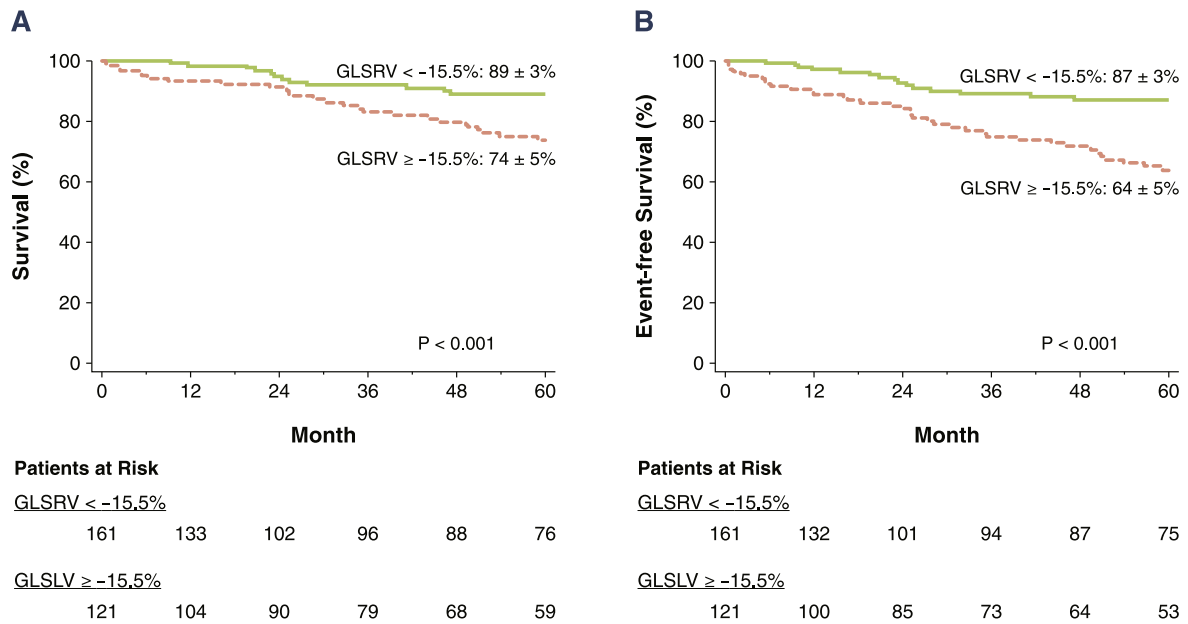 A
100
80
60
40
20
0
Survival (%)
GLSRV < –15.5%: 89 ± 3%
GLSRV ≥ –15.5%: 74 ± 5%
P < 0.001
0 12 24 36 48 60
Month
Patients at Risk
GLSRV < –15.5%
161 133 102 96 88 76
GLSLV ≥ –15.5%
121 104 90 79 68 59
B
100
80
60
40
20
0
Event-free Survival (%)
GLSRV < –15.5%: 87 ± 3%
GLSRV ≥ –15.5%: 64 ± 5%
P < 0.001
0 12 24 36 48 60
Month
Patients at Risk
GLSRV < –15.5%
161 132 101 94 87 75
GLSLV ≥ –15.5%
121 100 85 73 64 53